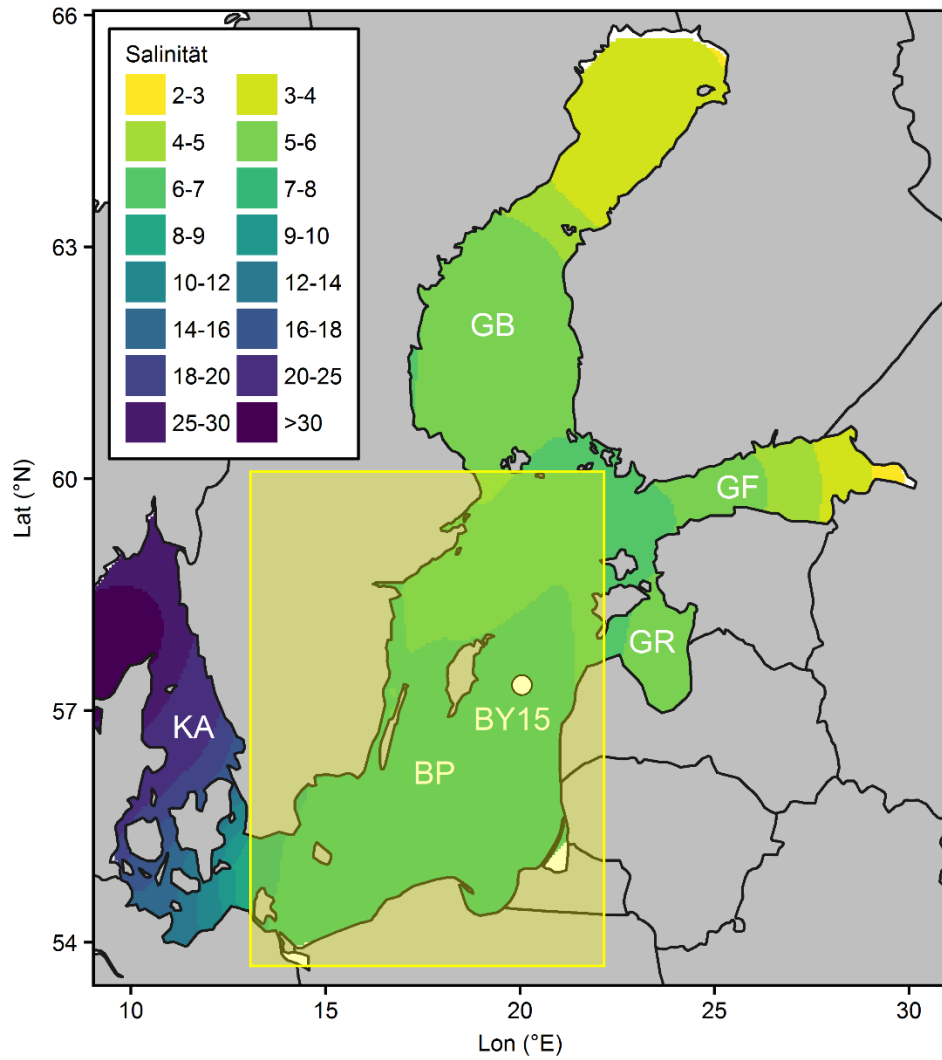 66
63
60
57
54
Lat (°N)
Salinität
2-3 3-4
4-5 5-6
6-7 7-8
8-9 9-10
10-12 12-14
14-16 16-18
18-20 20-25
25-30 >30
GB
GF
GR
KA
BY15
BP
10 15 20 25 30
Lon (°E)